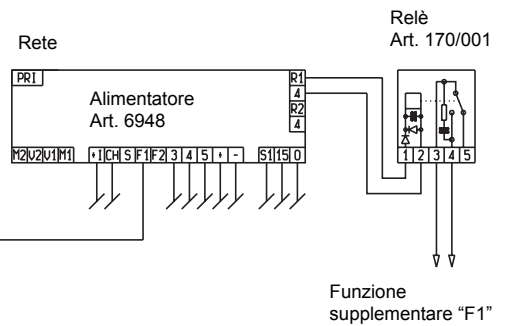 Rete
Relè
Art. 170/001
PRI
Alimentatore
Art. 6948
R1
4
R2
4
M2 V2 V1 M1 +I CH S F1 F2 3 4 5 + - S1 15 0
1 2 3 4 5
Funzione
supplementare “F1”